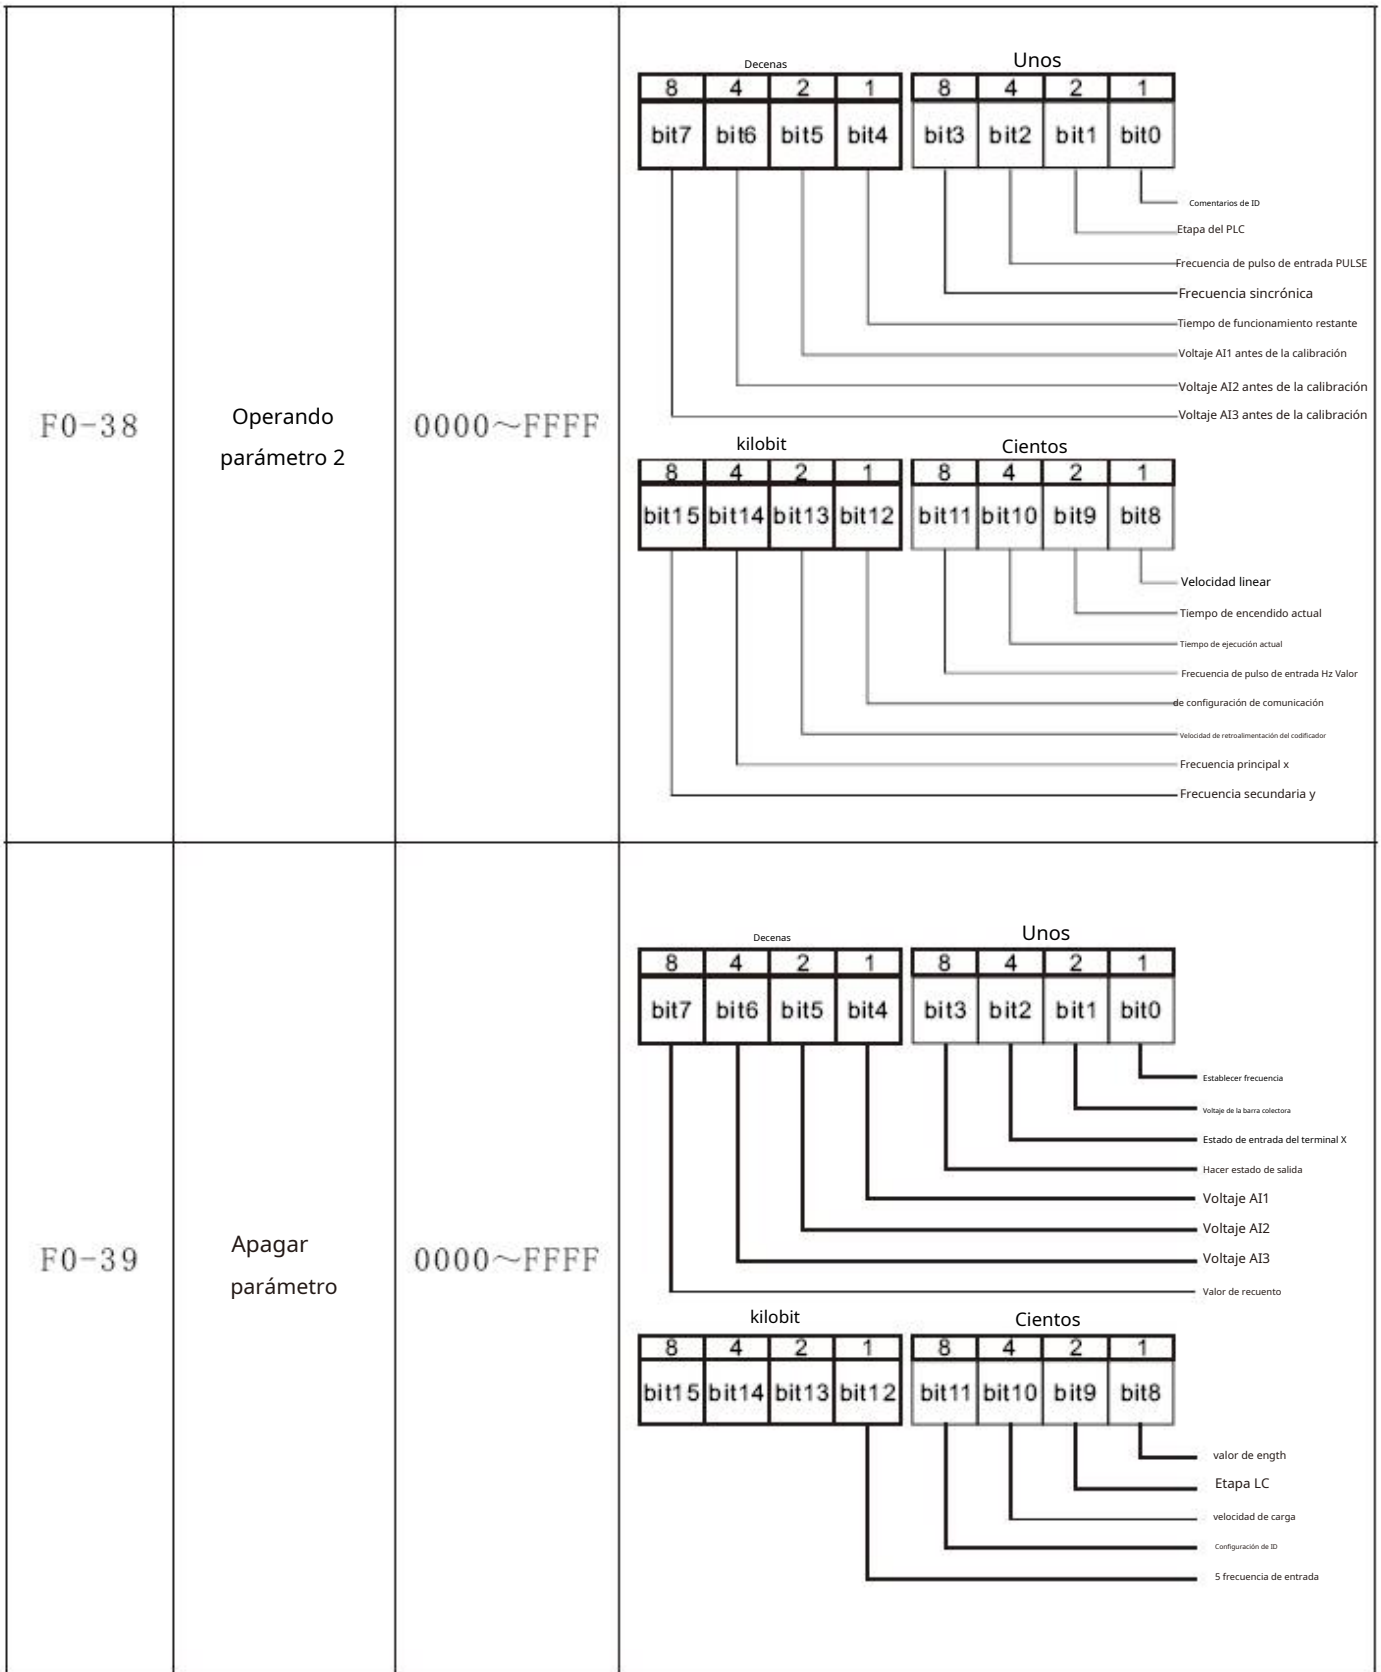 Decenas Unos
8 4 2 1 8 4 2 1
bit7 bit6 bit5 bit4 bit3 bit2 bit1 bit0
Comentarios de ID
Etapa del PLC
Frecuencia de pulso de entrada PULSE
Frecuencia sincrónica
Tiempo de funcionamiento restante
Voltaje AI1 antes de la calibración
Voltaje AI2 antes de la calibración
Voltaje AI3 antes de la calibración
F0-38
Operando
parámetro 2
0000~FFFF
kilobit Cientos
8 4 2 1 8 4 2 1
bit15 bit14 bit13 bit12 bit11 bit10 bit9 bit8
Velocidad linear
Tiempo de encendido actual
Tiempo de ejecución actual
Frecuencia de pulso de entrada Hz Valor
de configuración de comunicación
Velocidad de retroalimentación del codificador
Frecuencia principal x
Frecuencia secundaria y
Decenas Unos
8 4 2 1 8 4 2 1
bit7 bit6 bit5 bit4 bit3 bit2 bit1 bit0
Establecer frecuencia
Voltaje de la barra colectora
Estado de entrada del terminal X
Hacer estado de salida
Voltaje AI1
Voltaje AI2
Voltaje AI3
Valor de recuento
F0-39
Apagar
parámetro
0000~FFFF
kilobit Cientos
8 4 2 1 8 4 2 1
bit15 bit14 bit13 bit12 bit11 bit10 bit9 bit8
valor de ength
Etapa LC
velocidad de carga
Configuración de ID
5 frecuencia de entrada